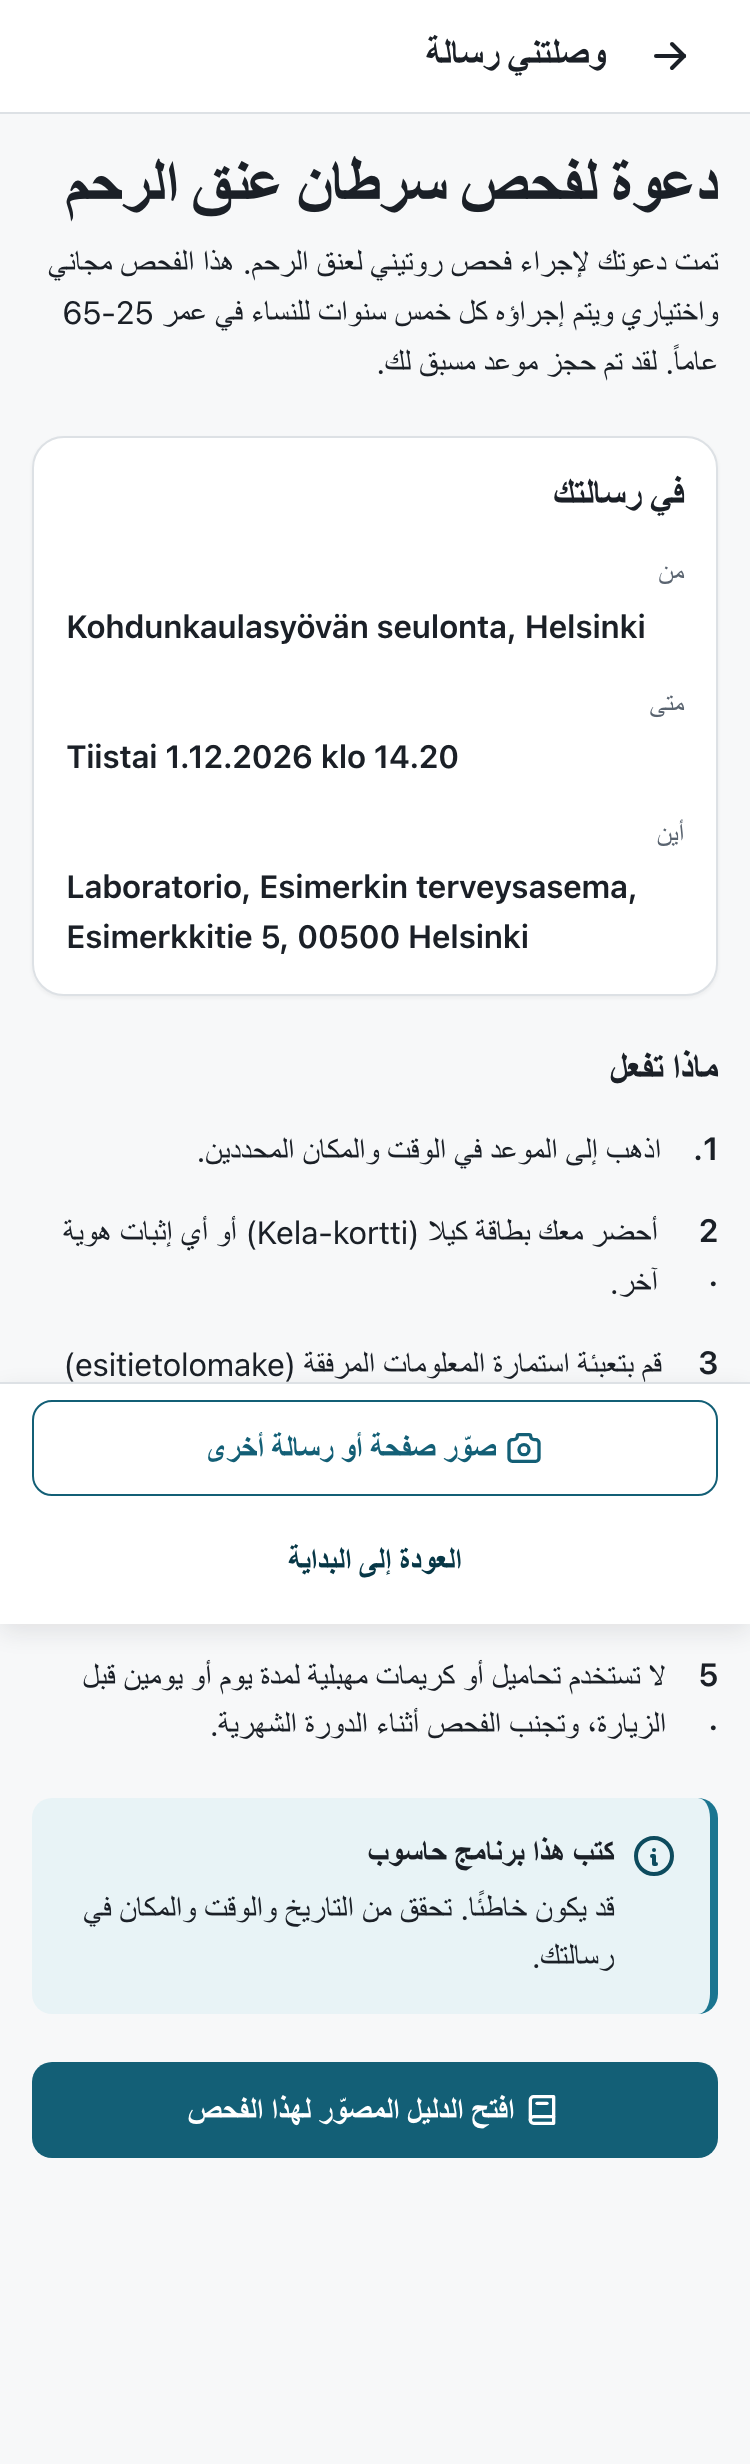 وصلتني رسالة
دعوة لفحص سرطان عنق الرحم
تمت دعوتك لإجراء فحص روتيني لعنق الرحم. هذا الفحص مجاني
واختياري ويتم إجراؤه كل خمس سنوات للنساء في عمر 25-65
عاماً. لقد تم حجز موعد مسبق لك.
في رسالتك
من
Kohdunkaulasyövän seulonta, Helsinki
متى
Tiistai 1.12.2026 klo 14.20
أين
Laboratorio, Esimerkin terveysasema,
Esimerkkitie 5, 00500 Helsinki
ماذا تفعل
1. اذهب إلى الموعد في الوقت والمكان المحددين.
2. أحضر معك بطاقة كيلا (Kela-kortti) أو أي إثبات هوية
آخر.
3 قم بتعبئة استمارة المعلومات المرفقة (esitietolomake)
صوّر صفحة أو رسالة أخرى
العودة إلى البداية
5. لا تستخدم تحاميل أو كريمات مهبلية لمدة يوم أو يومين قبل
الزيارة، وتجنب الفحص أثناء الدورة الشهرية.
كتب هذا برنامج حاسوب
قد يكون خاطئًا. تحقق من التاريخ والوقت والمكان في
رسالتك.
افتح الدليل المصوّر لهذا الفحص